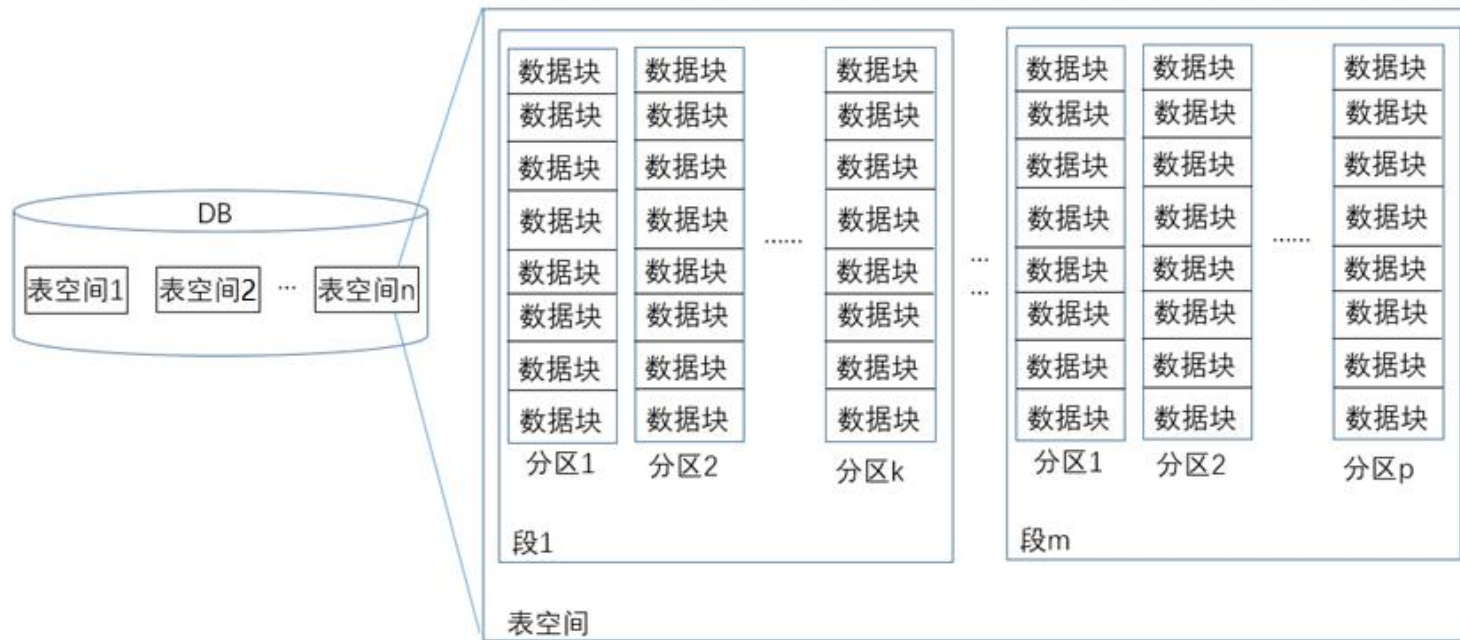 DB
表空间1 表空间2 ··· 表空间n
数据块 数据块 数据块 数据块 数据块 数据块
数据块 数据块 数据块 数据块 数据块 数据块
数据块 数据块 数据块 数据块 数据块 数据块
数据块 数据块 ······ 数据块 数据块 数据块 ······ 数据块
数据块 数据块 数据块 ··· 数据块 数据块 数据块
数据块 数据块 数据块 ··· 数据块 数据块 数据块
数据块 数据块 数据块 数据块 数据块 数据块
数据块 数据块 数据块 数据块 数据块 数据块
分区1 分区2 分区k 分区1 分区2 分区p
段1 段m
表空间